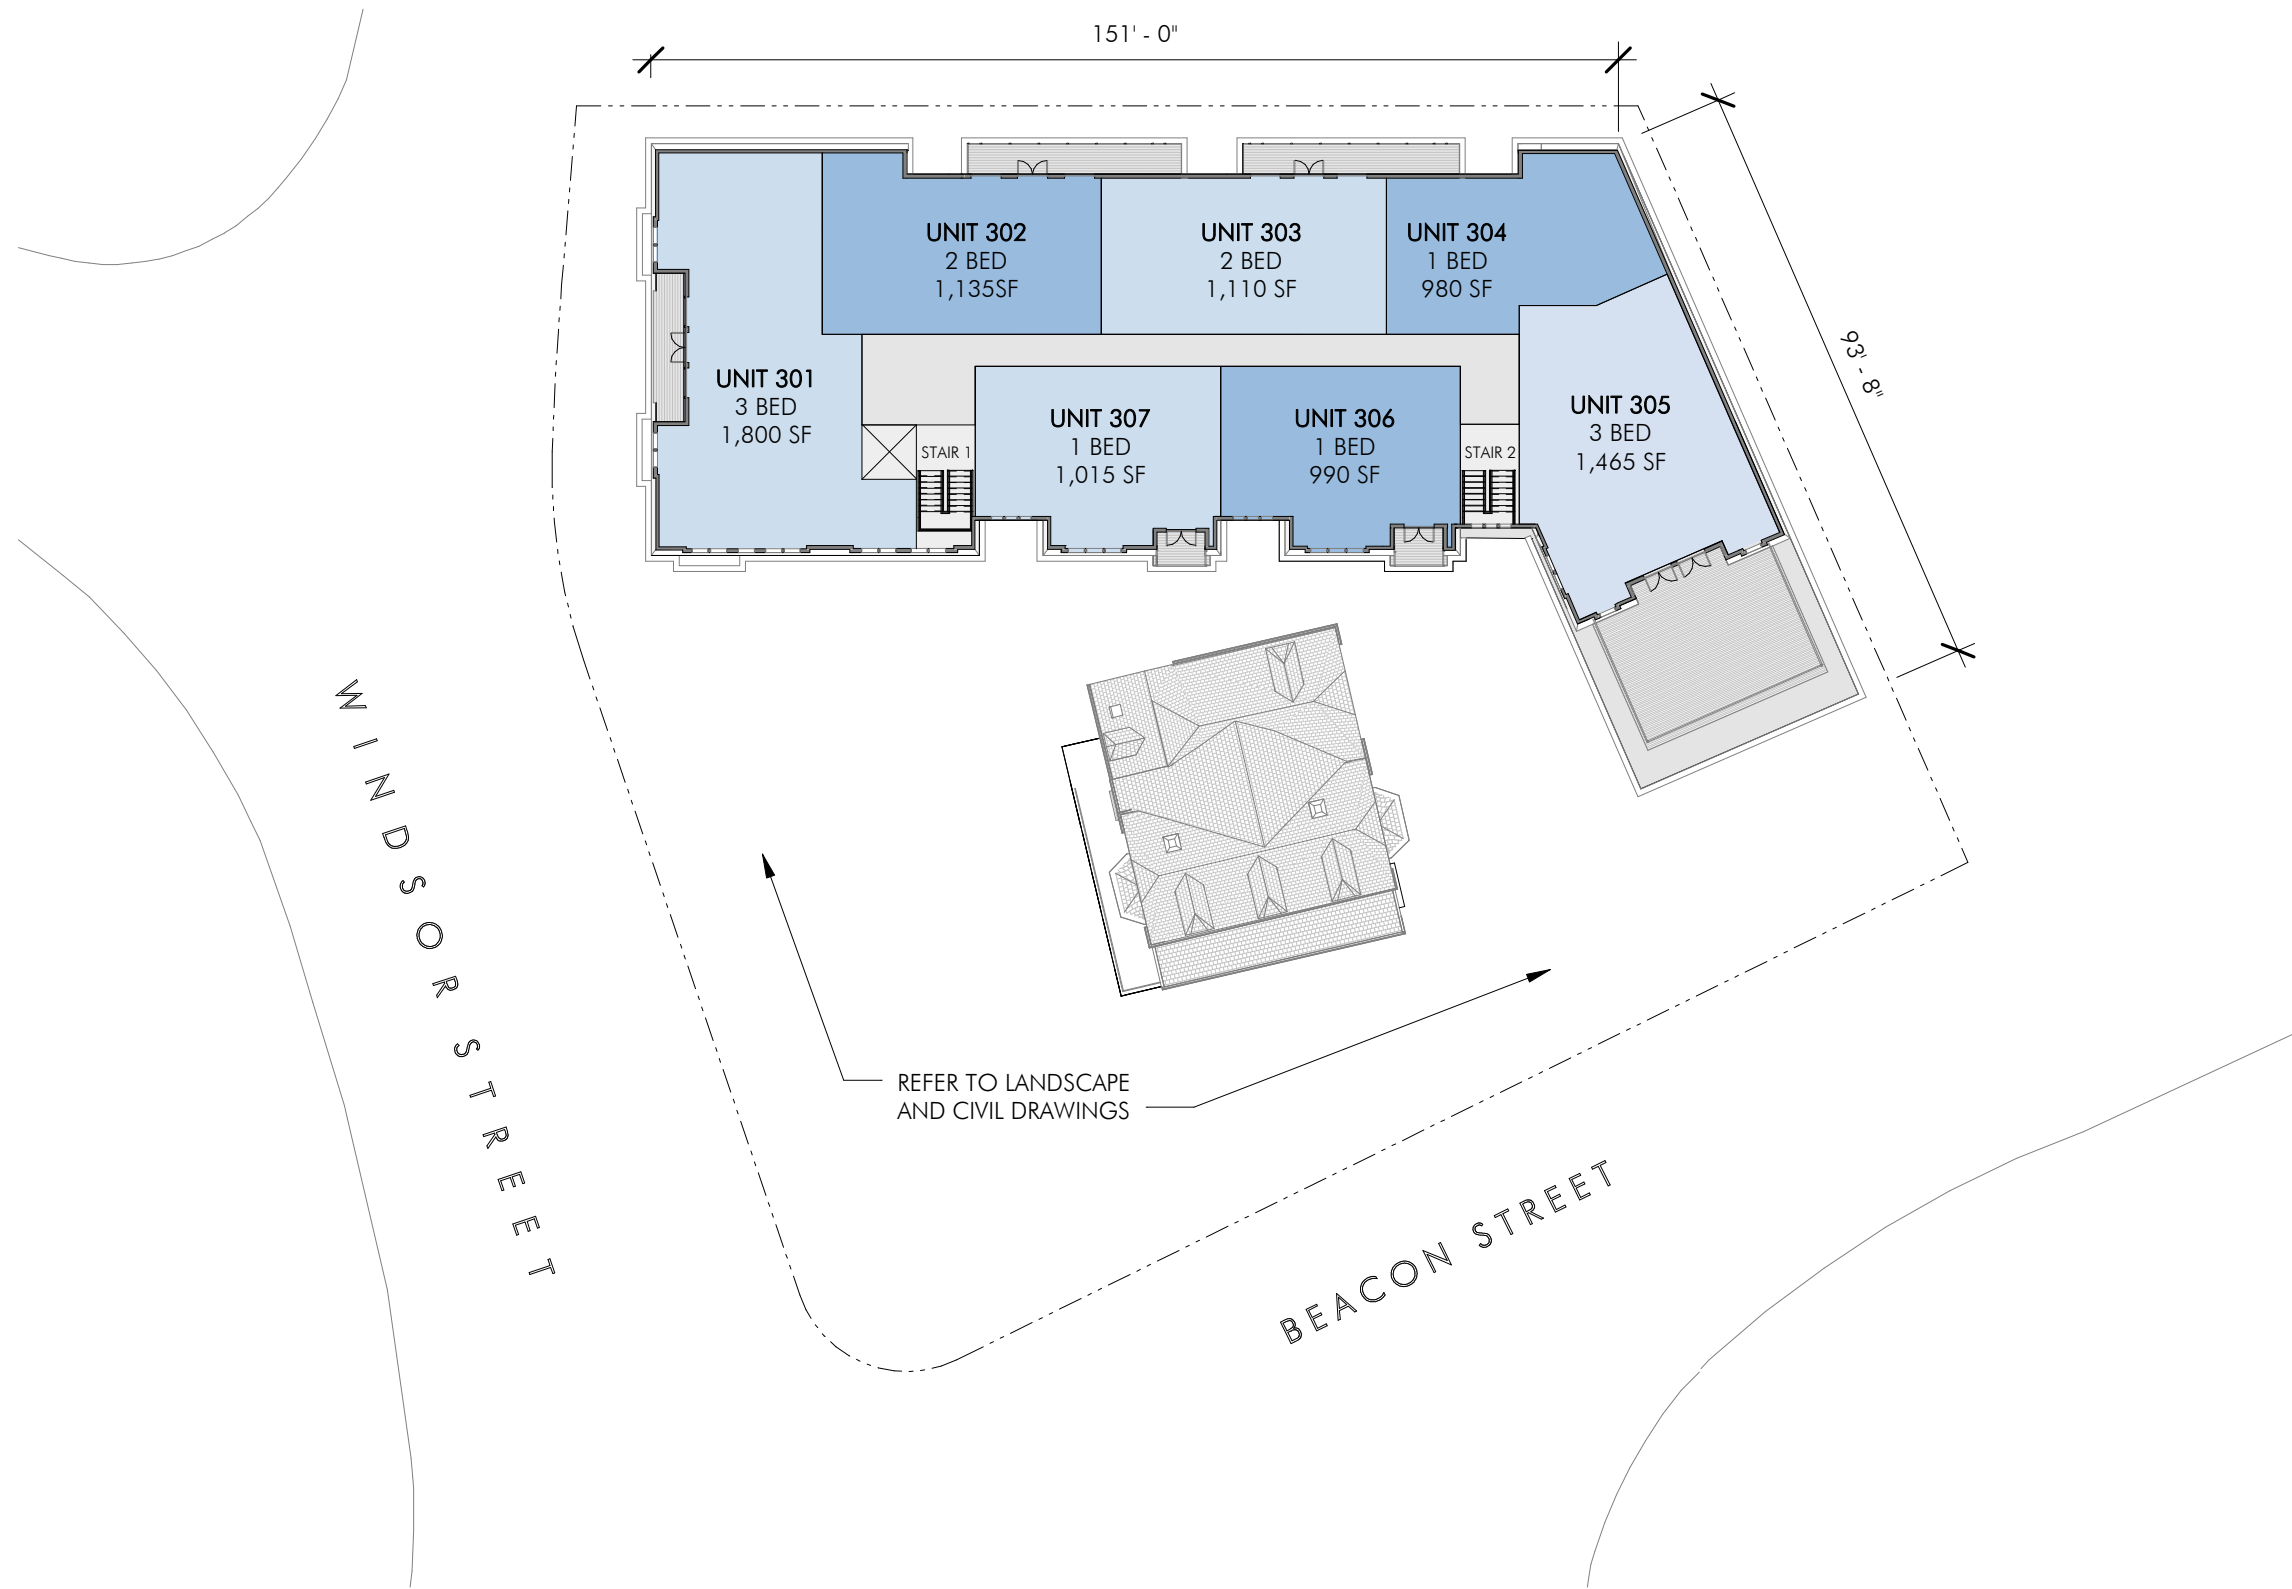 151' - 0"
93' - 8"
UNIT 301
3 BED
1,800 SF
UNIT 302
2 BED
1,135SF
UNIT 303
2 BED
1,110 SF
UNIT 304
1 BED
980 SF
UNIT 305
3 BED
1,465 SF
UNIT 307
1 BED
1,015 SF
UNIT 306
1 BED
990 SF
STAIR 1
STAIR 2
WINDSOR STREET
REFER TO LANDSCAPE
AND CIVIL DRAWINGS
BEACON STREET